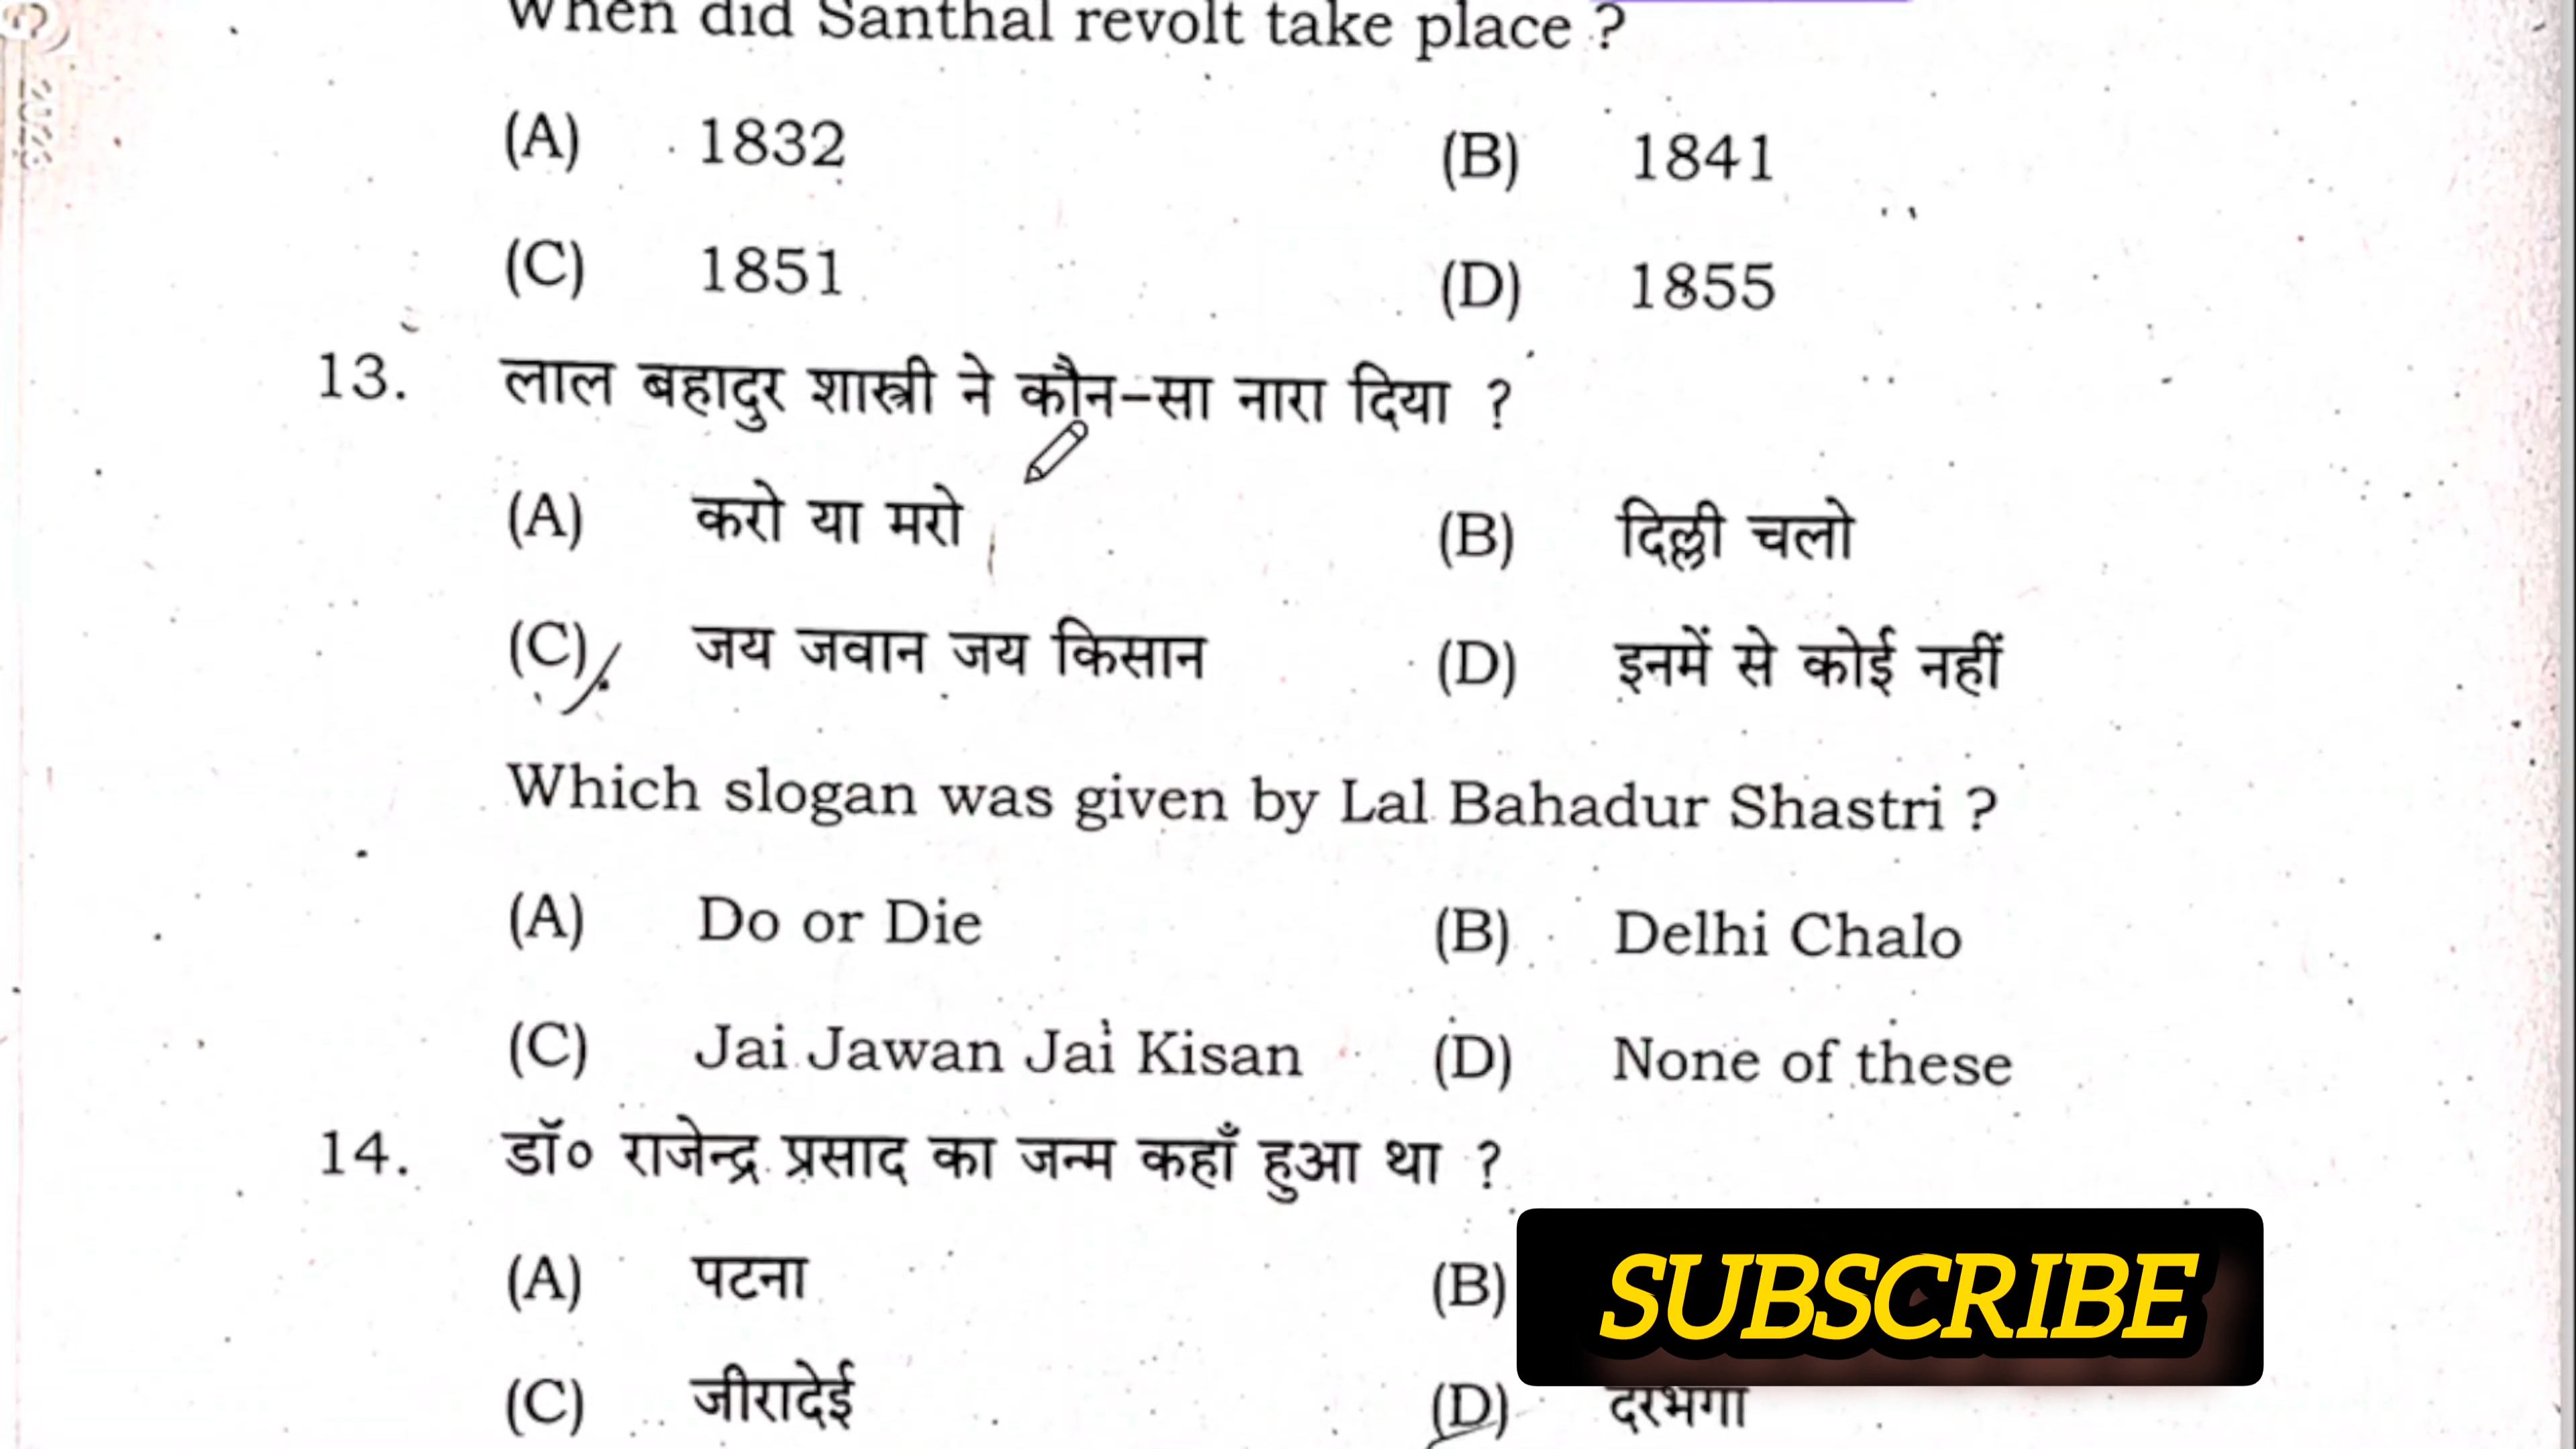 When did Santhal revolt take place ?
(A) 1832 (B) 1841
(C) 1851 (D) 1855
13. लाल बहादुर शास्त्री ने कौन-सा नारा दिया ?
(A) करो या मरो (B) दिल्ली चलो
(C) जय जवान जय किसान (D) इनमें से कोई नहीं
Which slogan was given by Lal Bahadur Shastri ?
(A) Do or Die (B) Delhi Chalo
(C) Jai Jawan Jai Kisan (D) None of these
14. डॉ० राजेन्द्र प्रसाद का जन्म कहाँ हुआ था ?
(A) पटना (B)
SUBSCRIBE
(C) जीरादेई (D) दरभंगा